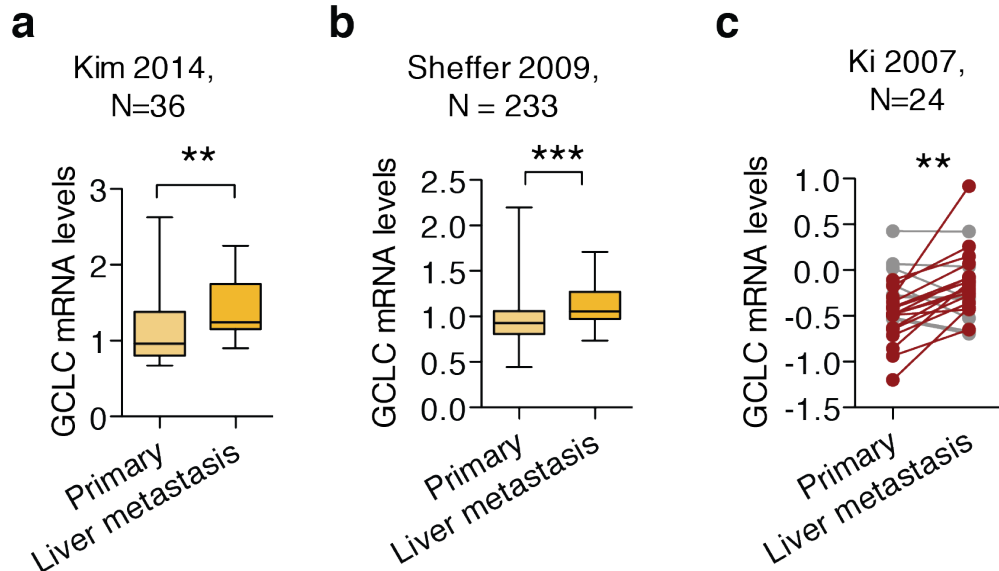 a
Kim 2014,
N=36
**
GCLC mRNA levels
3
2
1
0
Primary
Liver metastasis
b
Sheffer 2009,
N = 233
***
GCLC mRNA levels
2.5
2.0
1.5
1.0
0.5
0.0
Primary
Liver metastasis
c
Ki 2007,
N=24
**
GCLC mRNA levels
1.0
0.5
0.0
-0.5
-1.0
-1.5
Primary
Liver metastasis